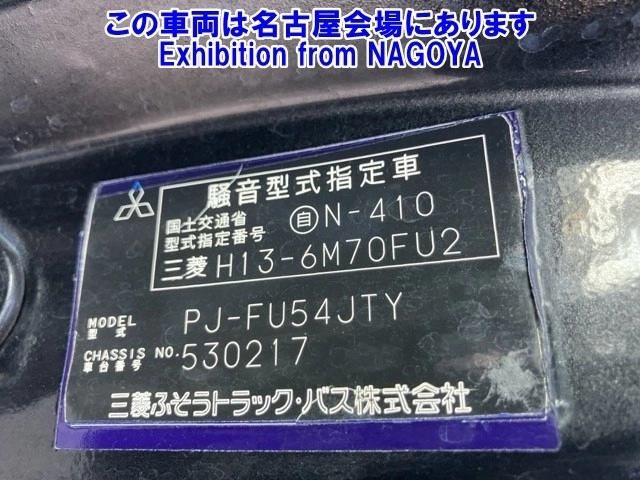 この車両は名古屋会場にあります
Exhibition from NAGOYA
騒音型式指定車
国土交通省
型式指定番号 自N-410
三菱 H13-6M70FU2
MODEL
型式 PJ-FU54JTY
CHASSIS NO.
車台番号 530217
三菱ふそうトラック・バス株式会社